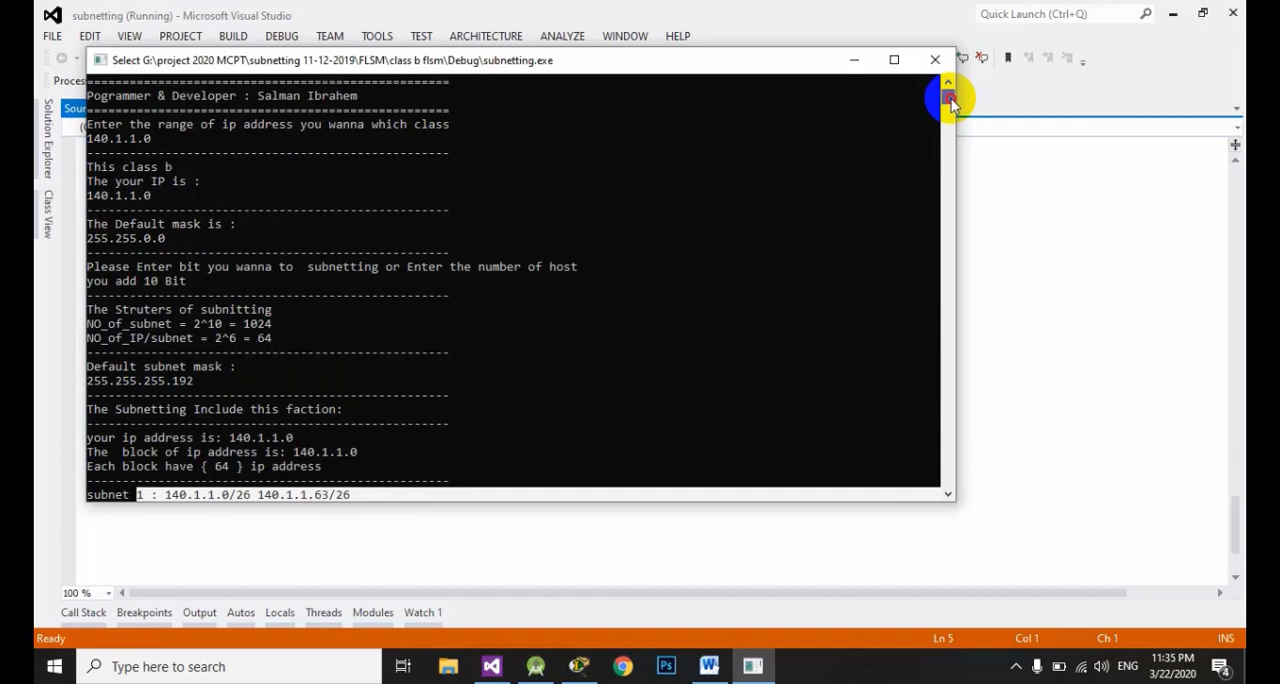 subnetting (Running) - Microsoft Visual Studio
Quick Launch (Ctrl+Q)
FILE EDIT VIEW PROJECT BUILD DEBUG TEAM TOOLS TEST ARCHITECTURE ANALYZE WINDOW HELP
Select G:\project 2020 MCPT\subnetting 11-12-2019\FLSM\class b flsm\Debug\subnetting.exe
Proces
Sour
Solution Explorer
Class View
=================================================
Pogrammer & Developer : Salman Ibrahem
=================================================
Enter the range of ip address you wanna which class
140.1.1.0
---------------------------------------------------
This class b
The your IP is :
140.1.1.0
---------------------------------------------------
The Default mask is :
255.255.0.0
---------------------------------------------------
Please Enter bit you wanna to  subnetting or Enter the number of host
you add 10 Bit
---------------------------------------------------
The Struters of subnitting
NO_of_subnet = 2^10 = 1024
NO_of_IP/subnet = 2^6 = 64
---------------------------------------------------
Default subnet mask :
255.255.255.192
---------------------------------------------------
The Subnetting Include this faction:
---------------------------------------------------
your ip address is: 140.1.1.0
The  block of ip address is: 140.1.1.0
Each block have { 64 } ip address
---------------------------------------------------
subnet 1 : 140.1.1.0/26 140.1.1.63/26
100 %
Call Stack Breakpoints Output Autos Locals Threads Modules Watch 1
Ready Ln 5 Col 1 Ch 1 INS
Type here to search
Ps
W
ENG
11:35 PM
3/22/2020
4